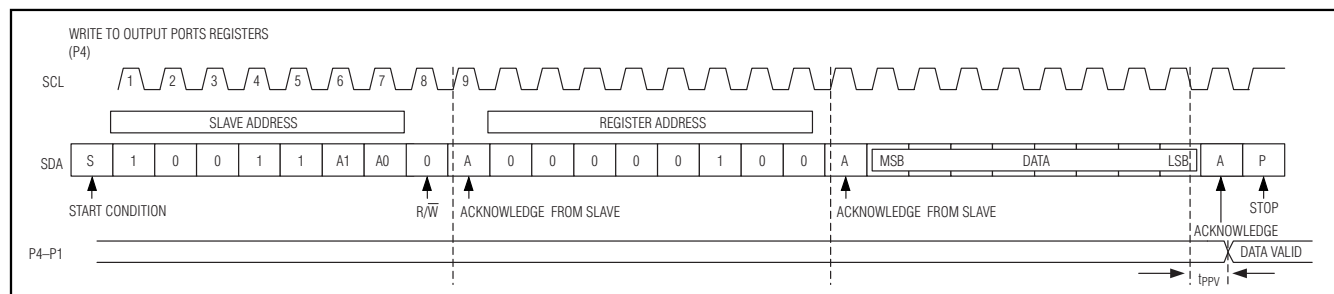 WRITE TO OUTPUT PORTS REGISTERS
(P4)
SCL 1 2 3 4 5 6 7 8 9
SLAVE ADDRESS REGISTER ADDRESS
SDA S 1 0 0 1 1 A1 A0 0 A 0 0 0 0 0 1 0 0 A MSB DATA LSB A P
START CONDITION R/W̅ ACKNOWLEDGE FROM SLAVE ACKNOWLEDGE FROM SLAVE STOP
ACKNOWLEDGE
P4–P1 DATA VALID
tPPV